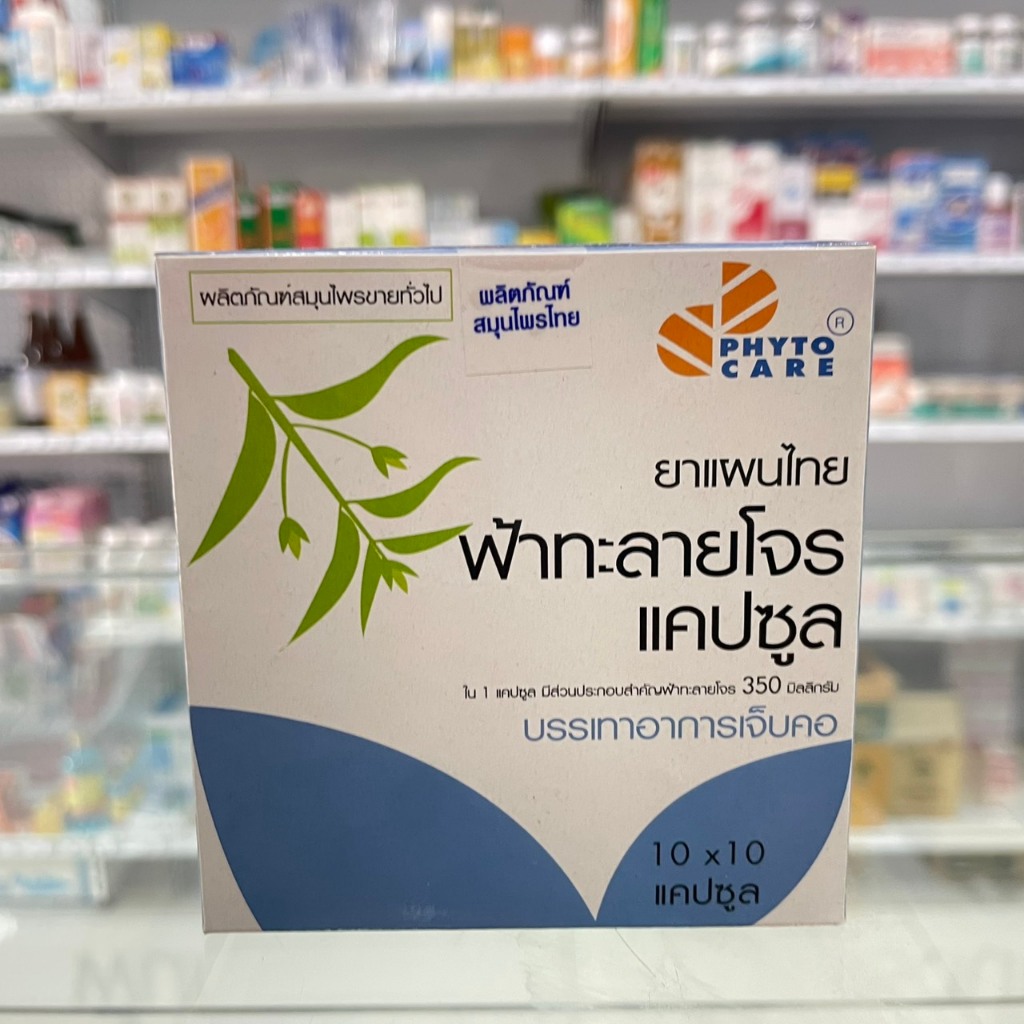 ผลิตภัณฑ์สมุนไพรขายทั่วไป
ผลิตภัณฑ์
สมุนไพรไทย
PHYTO ®
CARE
ยาแผนไทย
ฟ้าทะลายโจร
แคปซูล
ใน 1 แคปซูล มีส่วนประกอบสำคัญฟ้าทะลายโจร 350 มิลลิกรัม
บรรเทาอาการเจ็บคอ
10 x 10
แคปซูล